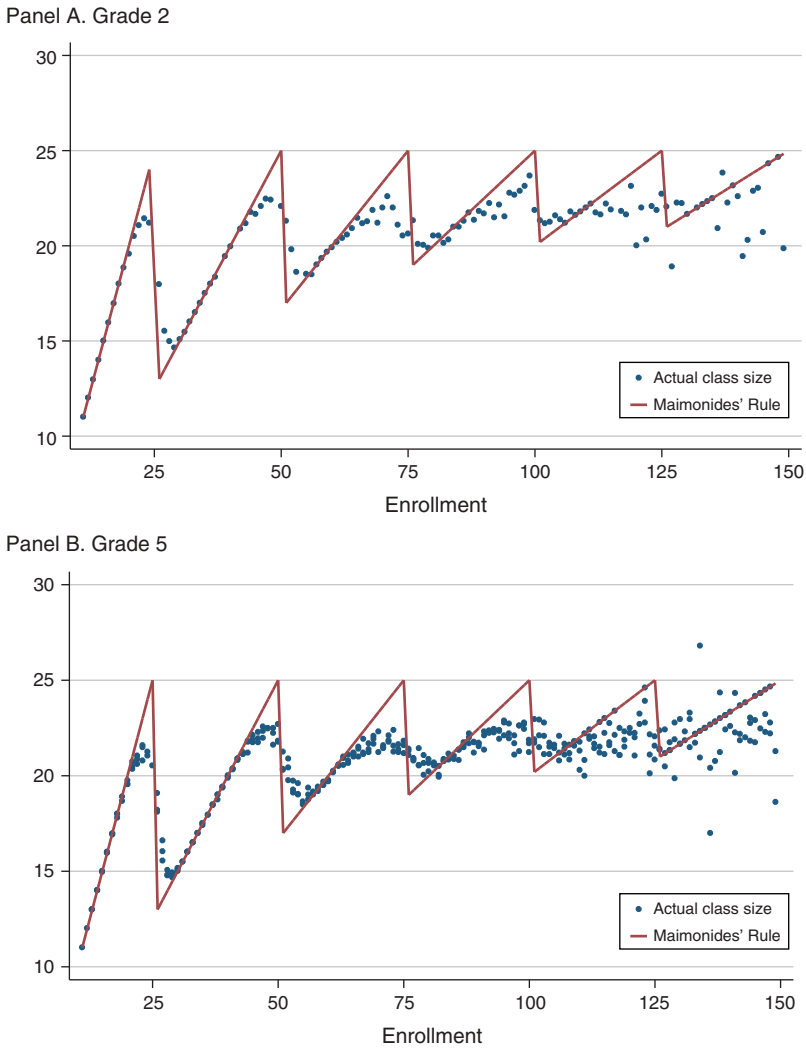 Panel A. Grade 2
30
25
20
15
10
Actual class size
Maimonides' Rule
25 50 75 100 125 150
Enrollment
Panel B. Grade 5
30
25
20
15
10
Actual class size
Maimonides' Rule
25 50 75 100 125 150
Enrollment